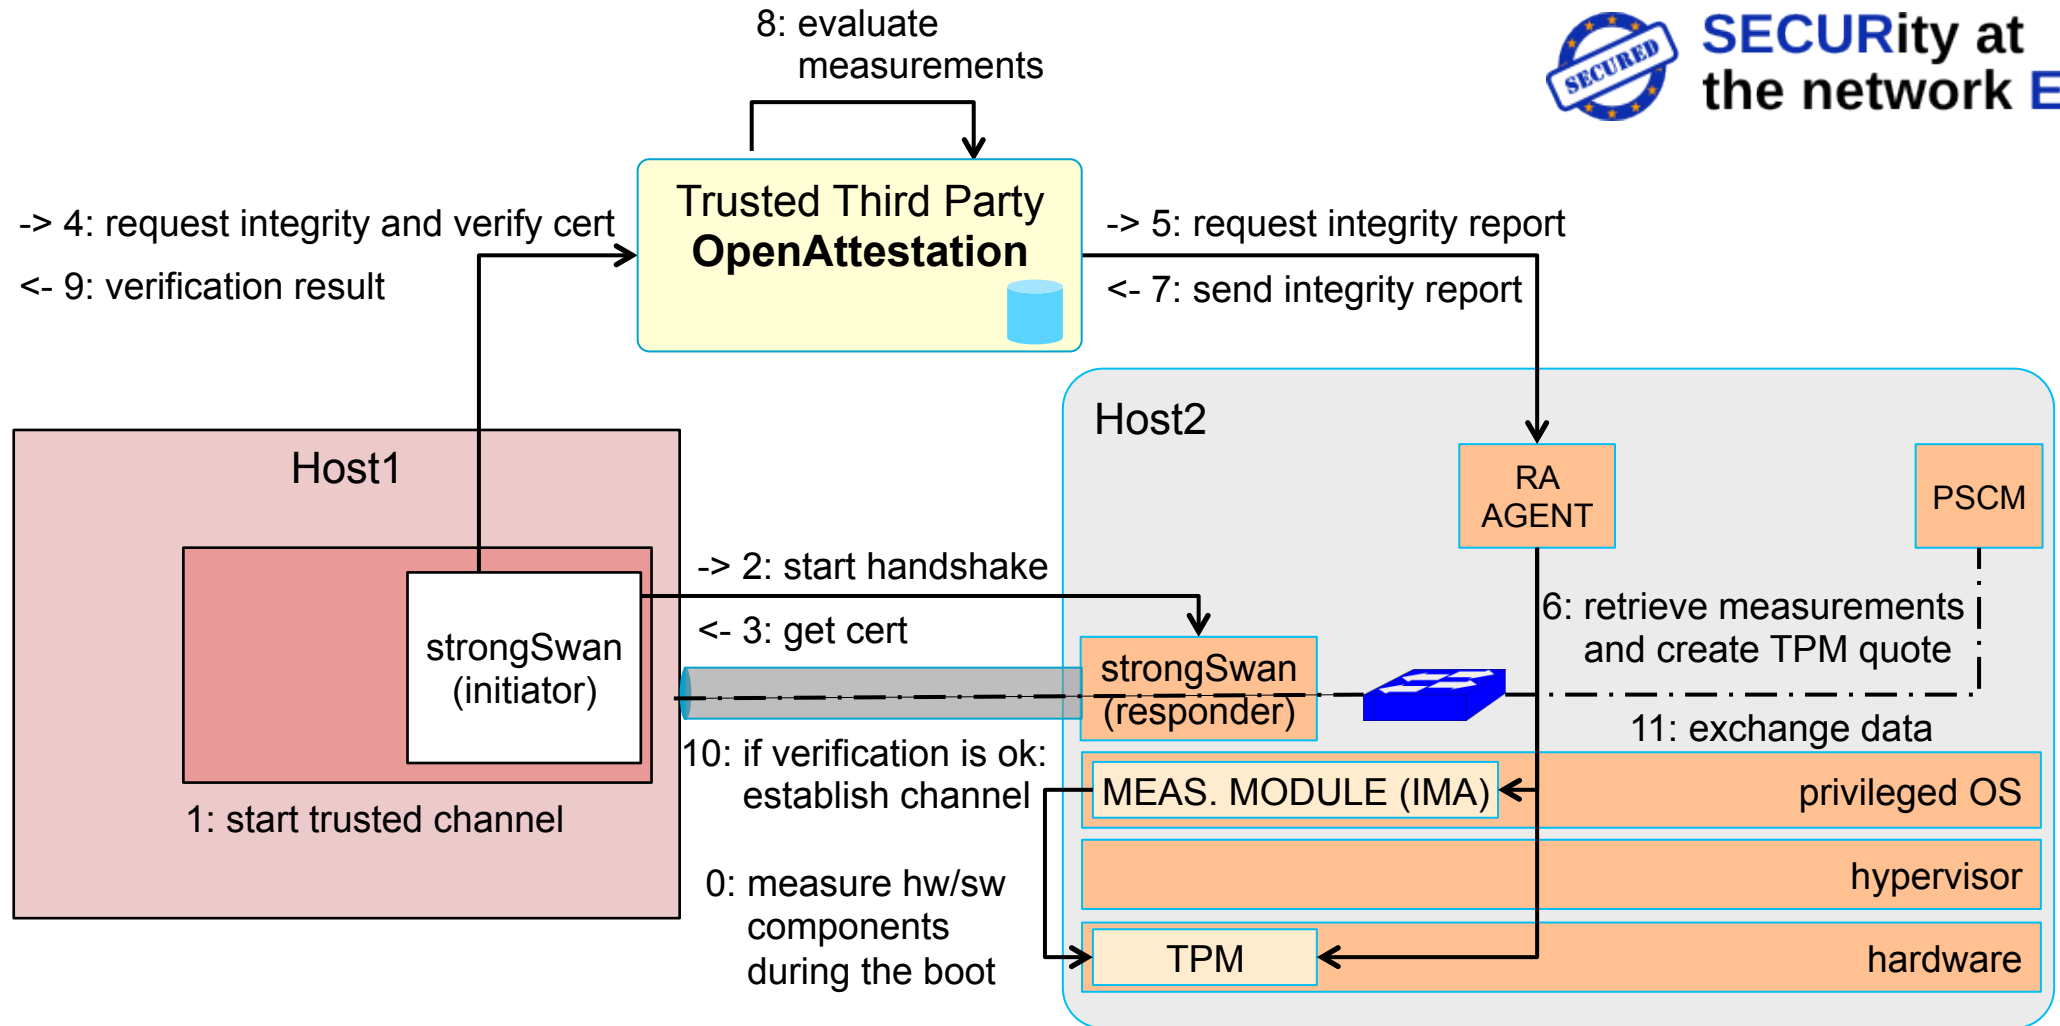 8: evaluate
measurements
SECURED
SECURity at
the network E
Trusted Third Party
OpenAttestation
-> 4: request integrity and verify cert
<- 9: verification result
-> 5: request integrity report
<- 7: send integrity report
Host1
Host2
RA
AGENT
PSCM
-> 2: start handshake
<- 3: get cert
strongSwan
(initiator)
strongSwan
(responder)
6: retrieve measurements
and create TPM quote
11: exchange data
10: if verification is ok:
establish channel
1: start trusted channel
MEAS. MODULE (IMA)
privileged OS
0: measure hw/sw
components
during the boot
hypervisor
TPM
hardware